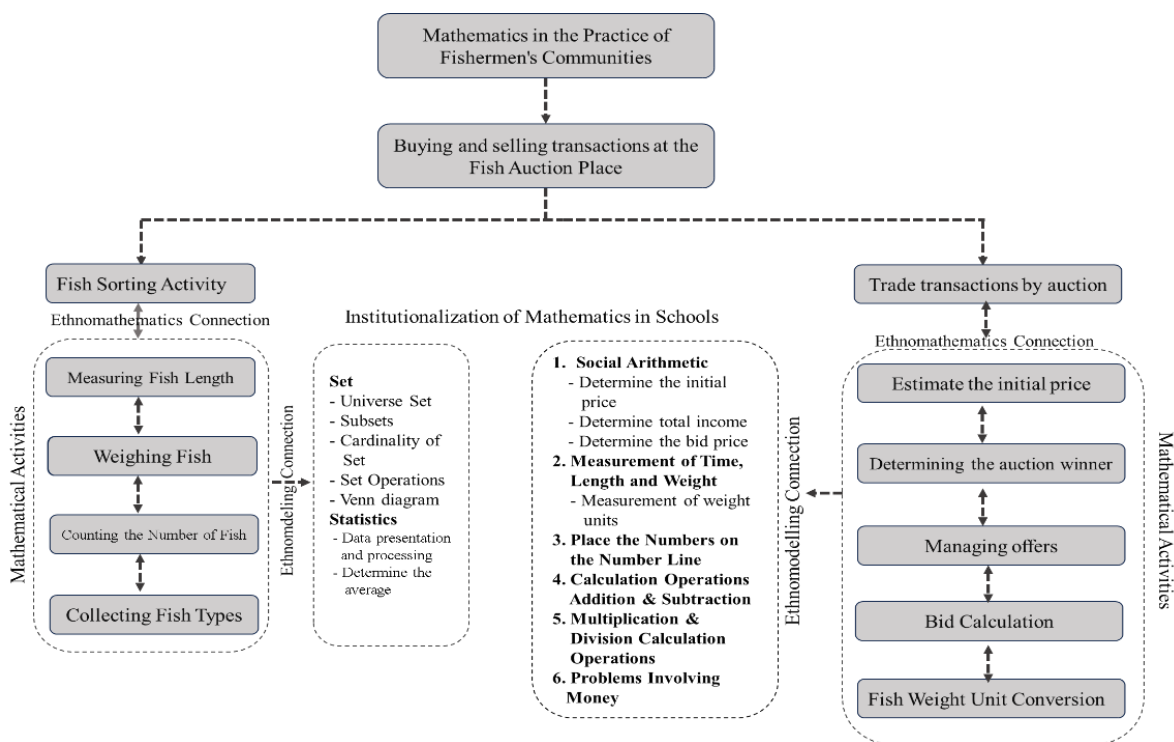 Mathematics in the Practice of
Fishermen's Communities
Buying and selling transactions at the
Fish Auction Place
Fish Sorting Activity
Trade transactions by auction
Ethnomathematics Connection
Institutionalization of Mathematics in Schools
Ethnomathematics Connection
Mathematical Activities
Measuring Fish Length
Weighing Fish
Counting the Number of Fish
Collecting Fish Types
Ethnomodeling Connection
Set
- Universe Set
- Subsets
- Cardinality of
Set
- Set Operations
- Venn diagram
Statistics
- Data presentation
and processing
- Determine the
average
1. Social Arithmetic
- Determine the initial
price
- Determine total income
- Determine the bid price
2. Measurement of Time,
Length and Weight
- Measurement of weight
units
3. Place the Numbers on
the Number Line
4. Calculation Operations
Addition & Subtraction
5. Multiplication &
Division Calculation
Operations
6. Problems Involving
Money
Ethnomodelling Connection
Estimate the initial price
Determining the auction winner
Managing offers
Bid Calculation
Fish Weight Unit Conversion
Mathematical Activities